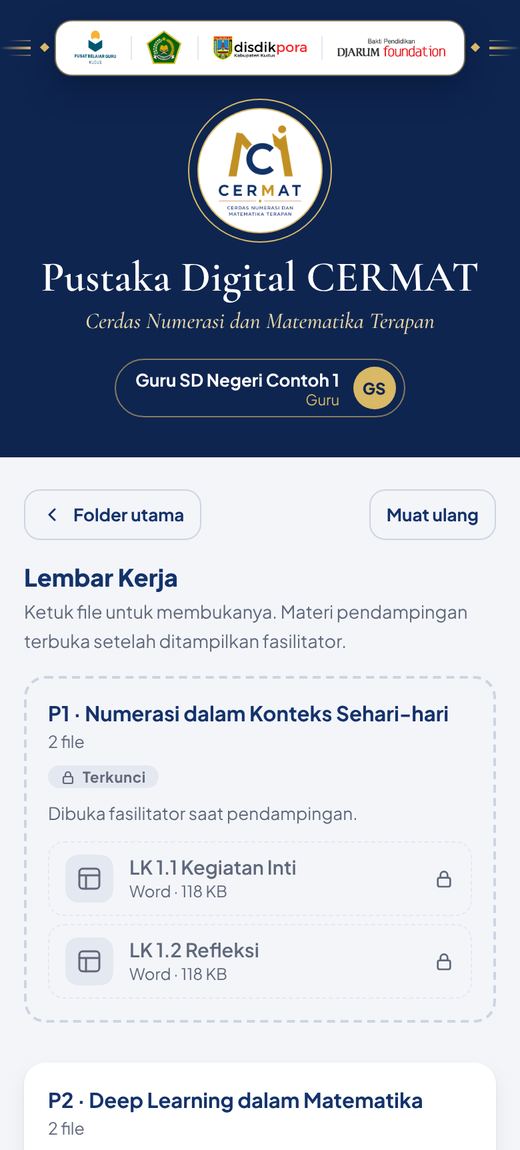 PUSAT BELAJAR GURU
KUDUS
disdikpora
Kabupaten Kudus
Bakti Pendidikan
DJARUM foundation
CERMAT
CERDAS NUMERASI DAN
MATEMATIKA TERAPAN
Pustaka Digital CERMAT
Cerdas Numerasi dan Matematika Terapan
Guru SD Negeri Contoh 1
Guru
GS
Folder utama
Muat ulang
Lembar Kerja
Ketuk file untuk membukanya. Materi pendampingan
terbuka setelah ditampilkan fasilitator.
P1 · Numerasi dalam Konteks Sehari-hari
2 file
Terkunci
Dibuka fasilitator saat pendampingan.
LK 1.1 Kegiatan Inti
Word · 118 KB
LK 1.2 Refleksi
Word · 118 KB
P2 · Deep Learning dalam Matematika
2 file